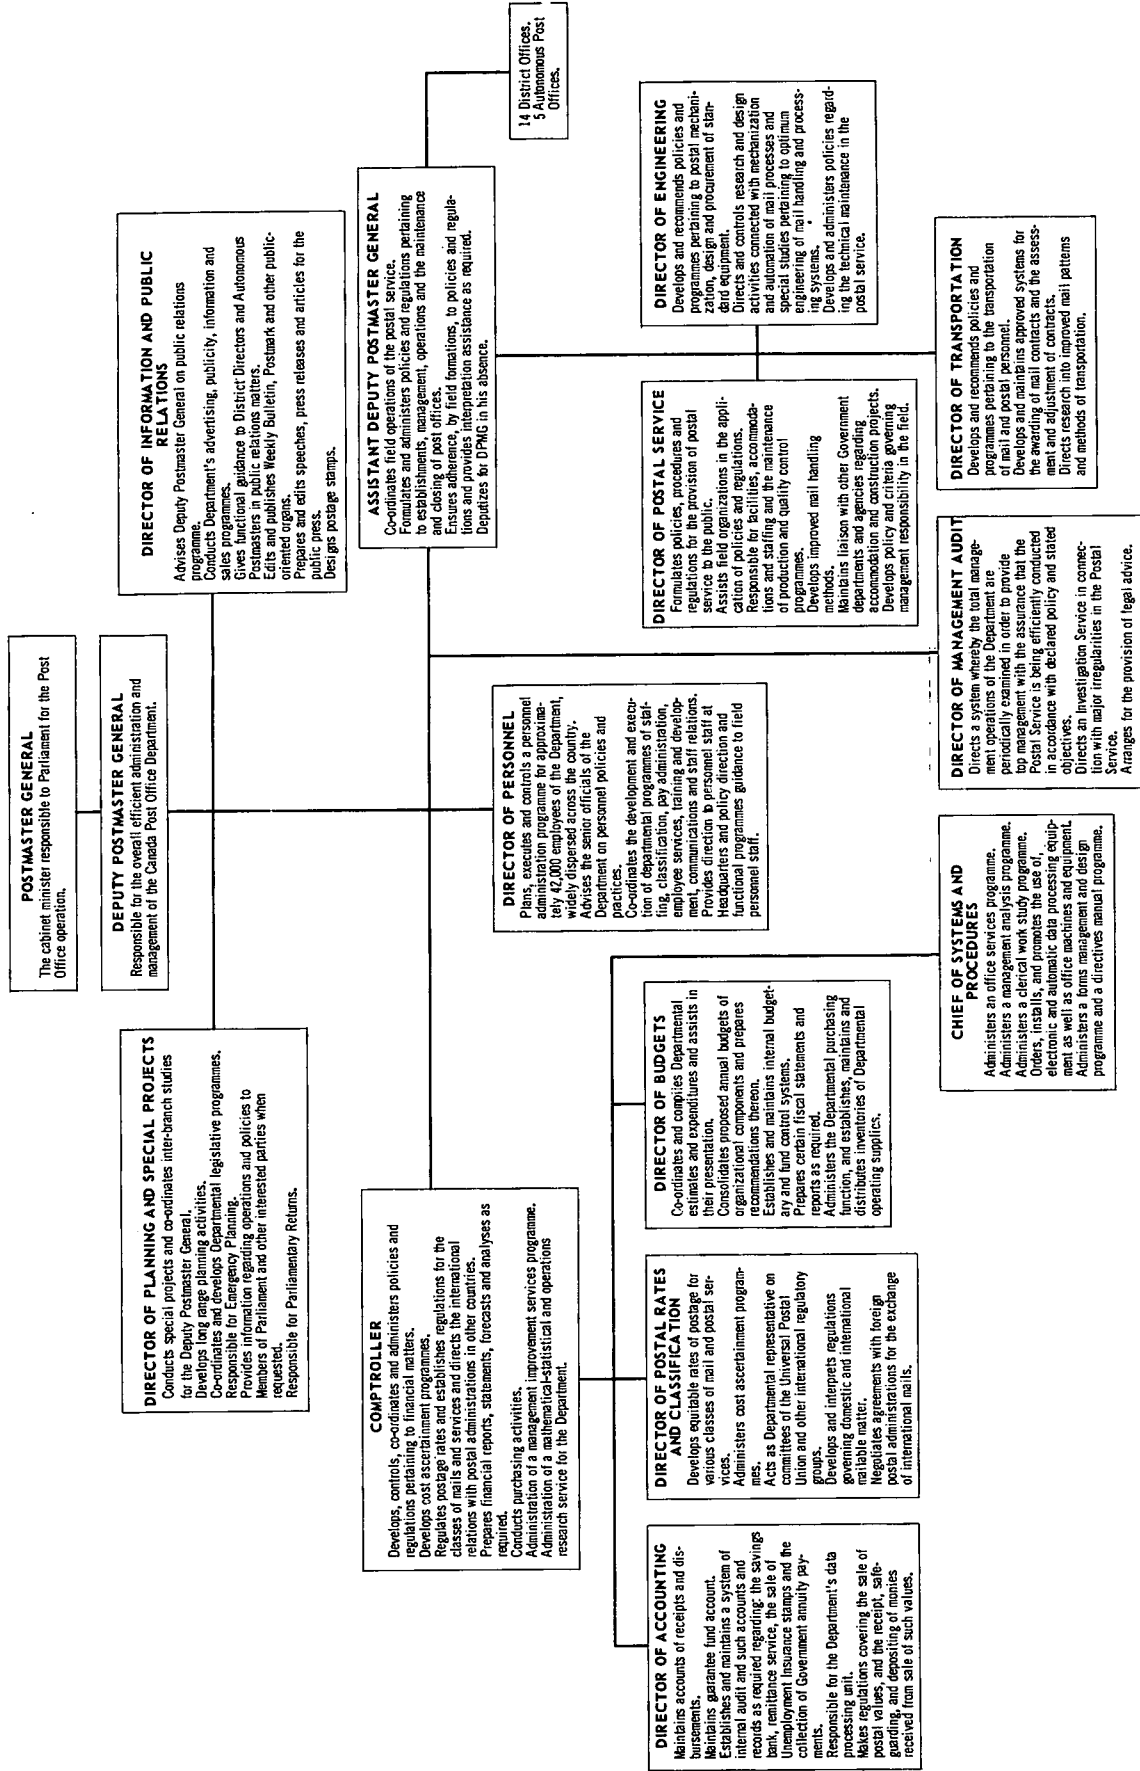 POSTMASTER GENERAL
The cabinet minister responsible to Parliament for the Post
Office operation.
DEPUTY POSTMASTER GENERAL
Responsible for the overall efficient administration and
management of the Canada Post Office Department.
DIRECTOR OF PLANNING AND SPECIAL PROJECTS
Conducts special projects and co-ordinates inter-branch studies
for the Deputy Postmaster General.
Develops long range planning activities.
Co-ordinates and develops Departmental legislative programmes.
Responsible for Emergency Planning.
Provides information regarding operations and policies to
Members of Parliament and other interested parties when
requested.
Responsible for Parliamentary Returns.
DIRECTOR OF INFORMATION AND PUBLIC
RELATIONS
Advises Deputy Postmaster General on public relations
programme.
Conducts Department's advertising, publicity, information and
sales programmes.
Gives functional guidance to District Directors and Autonomous
Postmasters in public relations matters.
Edits and publishes Weekly Bulletin, Postmark and other public-
oriented organs.
Prepares and edits speeches, press releases and articles for the
public press.
Designs postage stamps.
COMPTROLLER
Develops, controls, co-ordinates and administers policies and
regulations pertaining to financial matters.
Develops cost ascertainment programmes.
Regulates postage rates and establishes regulations for the
classes of mails and services and directs the international
relations with postal administrations in other countries.
Prepares financial reports, statements, forecasts and analyses as
required.
Conducts purchasing activities.
Administration of a management improvement services programme.
Administration of a mathematical-statistical and operations
research service for the Department.
DIRECTOR OF PERSONNEL
Plans, executes and controls a personnel
administration programme for approxima-
tely 42,000 employees of the Department,
widely dispersed across the country.
Advises the senior officials of the
Department on personnel policies and
practices.
Co-ordinates the development and execu-
tion of departmental programmes of staf-
fing, classification, pay administration,
employee services, training and develop-
ment, communications and staff relations.
Provides direction to personnel staff at
Headquarters and policy direction and
functional programmes guidance to field
personnel staff.
ASSISTANT DEPUTY POSTMASTER GENERAL
Co-ordinates field operations of the postal service.
Formulates and administers policies and regulations pertaining
to establishments, management, operations and the maintenance
and closing of post offices.
Ensures adherence, by field formations, to policies and regula-
tions and provides interpretation assistance as required.
Deputizes for DPMG in his absence.
14 District Offices.
5 Autonomous Post
Offices.
DIRECTOR OF ACCOUNTING
Maintains accounts of receipts and dis-
bursements.
Maintains guarantee fund account.
Establishes and maintains a system of
internal audit and such accounts and
records as required regarding: the savings
bank, remittance service, the sale of
Unemployment Insurance stamps and the
collection of Government annuity pay-
ments.
Responsible for the Department's data
processing unit.
Makes regulations covering the sale of
postal values, and the receipt, safe-
guarding, and depositing of monies
received from sale of such values.
DIRECTOR OF POSTAL RATES
AND CLASSIFICATION
Develops equitable rates of postage for
various classes of mail and postal ser-
vices.
Administers cost ascertainment program-
mes.
Acts as Departmental representative on
committees of the Universal Postal
Union and other international regulatory
groups.
Develops and interprets regulations
governing domestic and international
mailable matter.
Negotiates agreements with foreign
postal administrations for the exchange
of international mails.
DIRECTOR OF BUDGETS
Co-ordinates and compiles Departmental
estimates and expenditures and assists in
their presentation.
Consolidates proposed annual budgets of
organizational components and prepares
recommendations thereon.
Establishes and maintains internal budget-
ary and fund control systems.
Prepares certain fiscal statements and
reports as required.
Administers the Departmental purchasing
function, and establishes, maintains and
distributes inventories of Departmental
operating supplies.
DIRECTOR OF POSTAL SERVICE
Formulates policies, procedures and
regulations for the provision of postal
service to the public.
Assists field organizations in the appli-
cation of policies and regulations.
Responsible for facilities, accommoda-
tions and staffing and the maintenance
of production and quality control
programmes.
Develops improved mail handling
methods.
Maintains liaison with other Government
departments and agencies regarding
accommodation and construction projects.
Develops policy and criteria governing
management responsibility in the field.
DIRECTOR OF ENGINEERING
Develops and recommends policies and
programmes pertaining to postal mechani-
zation, design and procurement of stan-
dard equipment.
Directs and controls research and design
activities connected with mechanization
and automation of mail processes and
special studies pertaining to optimum
engineering of mail handling and process-
ing systems.
Develops and administers policies regard-
ing the technical maintenance in the
postal service.
CHIEF OF SYSTEMS AND
PROCEDURES
Administers an office services programme.
Administers a management analysis programme.
Administers a clerical work study programme.
Orders, installs, and promotes the use of,
electronic and automatic data processing equip-
ment as well as office machines and equipment.
Administers a forms management and design
programme and a directives manual programme.
DIRECTOR OF MANAGEMENT AUDIT
Directs a system whereby the total manage-
ment operations of the Department are
periodically examined in order to provide
top management with the assurance that the
Postal Service is being efficiently conducted
in accordance with declared policy and stated
objectives.
Directs an Investigation Service in connec-
tion with major irregularities in the Postal
Service.
Arranges for the provision of legal advice.
DIRECTOR OF TRANSPORTATION
Develops and recommends policies and
programmes pertaining to the transportation
of mail and postal personnel.
Develops and maintains approved systems for
the awarding of mail contracts and the assess-
ment and adjustment of contracts.
Directs research into improved mail patterns
and methods of transportation.